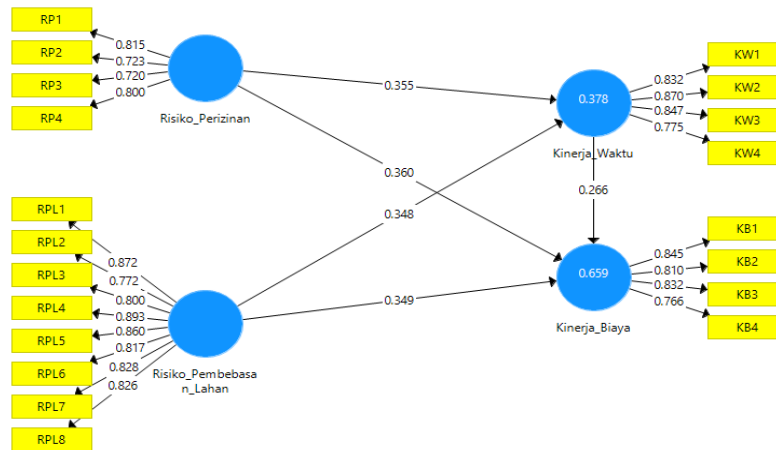 RP1
RP2
RP3
RP4
0.815
0.723
0.720
0.800
Risiko_Perizinan
RPL1
RPL2
RPL3
RPL4
RPL5
RPL6
RPL7
RPL8
0.872
0.772
0.800
0.893
0.860
0.817
0.828
0.826
Risiko_Pembebasa
n_Lahan
0.355
0.360
0.348
0.349
0.378
Kinerja_Waktu
0.266
0.659
Kinerja_Biaya
0.832
0.870
0.847
0.775
KW1
KW2
KW3
KW4
0.845
0.810
0.832
0.766
KB1
KB2
KB3
KB4